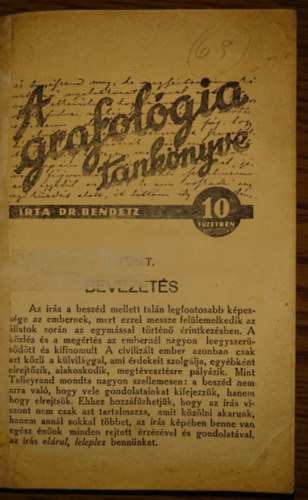 (69)
A
grafológia
tankönyve
ÍRTA DR. BENDETZ
10
FÜZETBEN
FÜZET.
BEVEZETÉS
Az írás a beszéd mellett talán legfontosabb képes-
sége az embernek, mert ezzel messze felülemelkedik az
állatok során az egymással történő érintkezésben. A
közlés és a megértés az embernél nagyon leegyszerü-
södött és kifinomult. A civilizált ember azonban csak
azt közli a külvilággal, ami érdekeit szolgálja, egyébként
elrejtőzik, alakoskodik, megtévesztésre pályázik. Mint
Talleyrand mondta nagyon szellemesen: a beszéd nem
arra való, hogy vele gondolatainkat kifejezzük, hanem
hogy elrejtsük. Ehhez hozzáfűzhetjük, hogy az írás vi-
szont nem csak azt tartalmazza, amit közölni akarunk,
hanem annál sokkal többet, az írás képében benne van
egész énünk minden rejtett érzésével és gondolatával,
az írás elárul, leleplez bennünket.